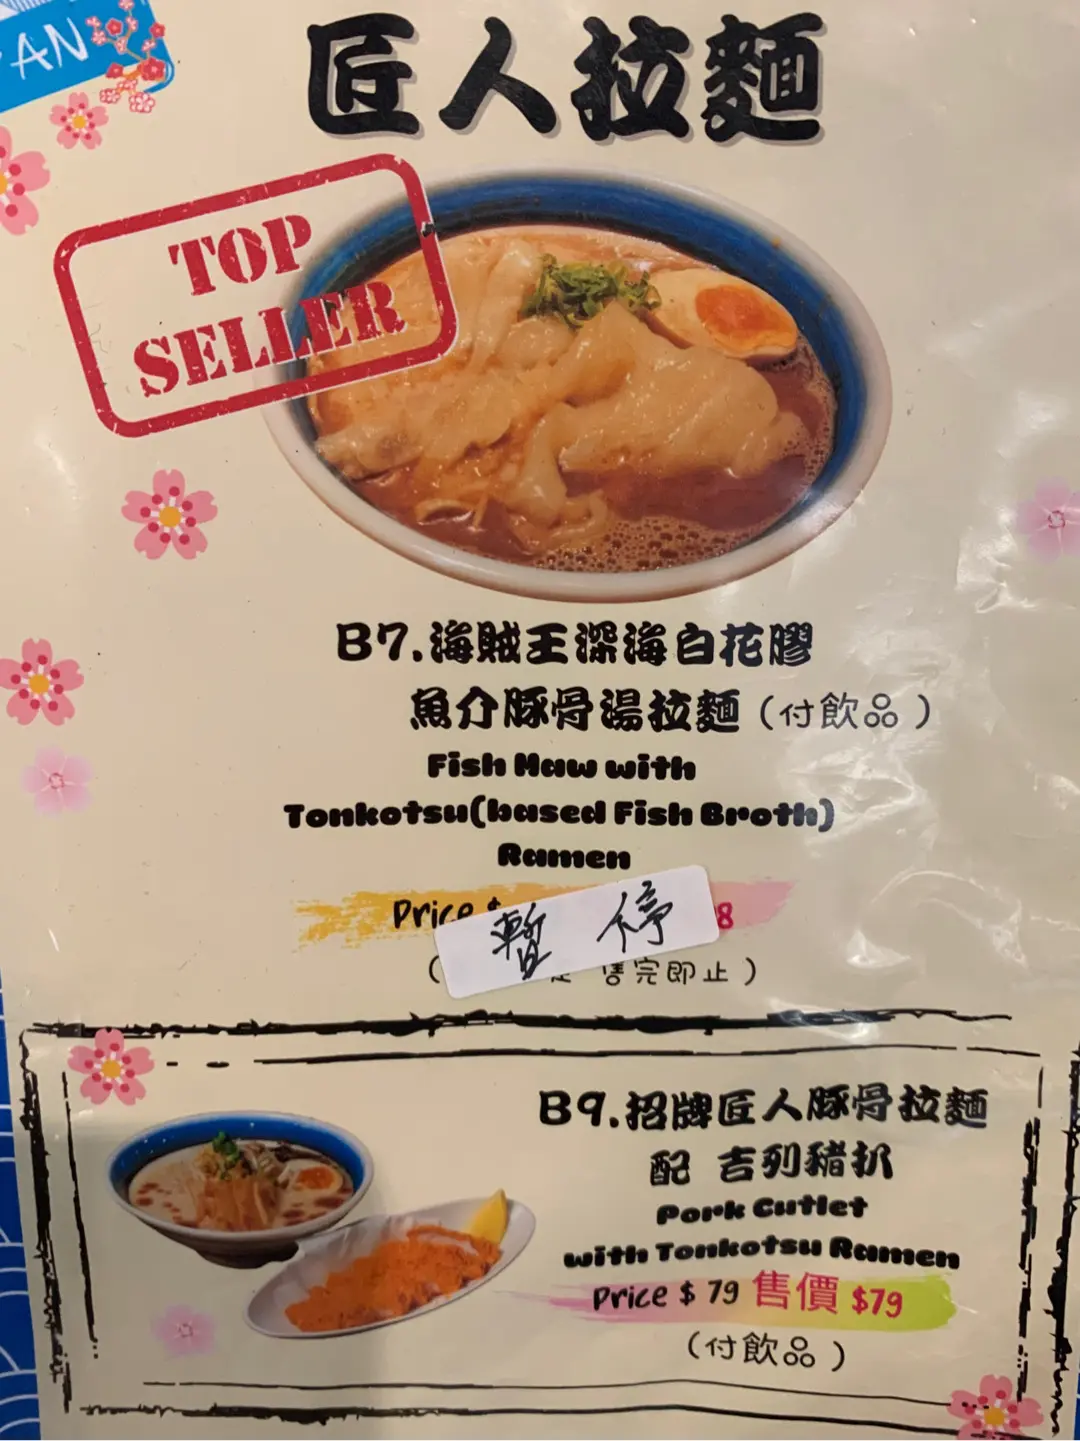 PAN
匠人拉麵
TOP
SELLER
B7.海賊王深海白花膠
魚介豚骨湯拉麵（付飲品）
Fish Maw with
Tonkotsu(based Fish Broth)
Ramen
Price $
8
暫停
售完即止）
B9.招牌匠人豚骨拉麵
配 吉列豬扒
Pork Cutlet
with Tonkotsu Ramen
Price $ 79 售價 $79
（付飲品）